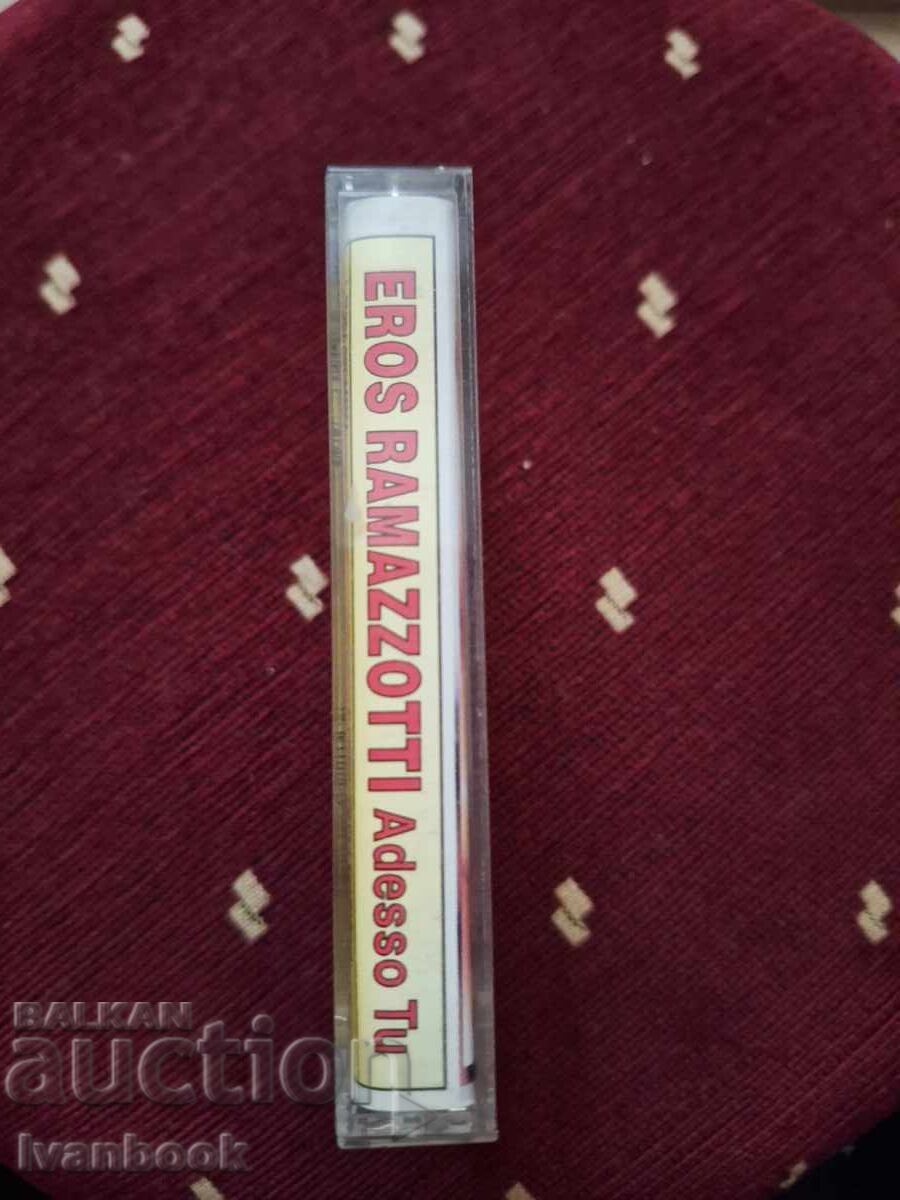 EROS RAMAZZOTTI Adesso Tu
BALKAN
auction
Ivanbook